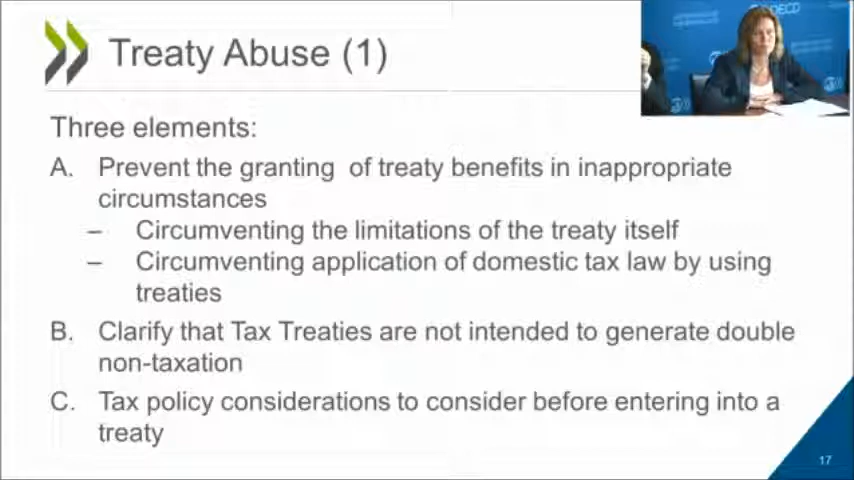 Treaty Abuse (1)
OECD
Three elements:
A. Prevent the granting of treaty benefits in inappropriate
circumstances
– Circumventing the limitations of the treaty itself
– Circumventing application of domestic tax law by using
treaties
B. Clarify that Tax Treaties are not intended to generate double
non-taxation
C. Tax policy considerations to consider before entering into a
treaty
17